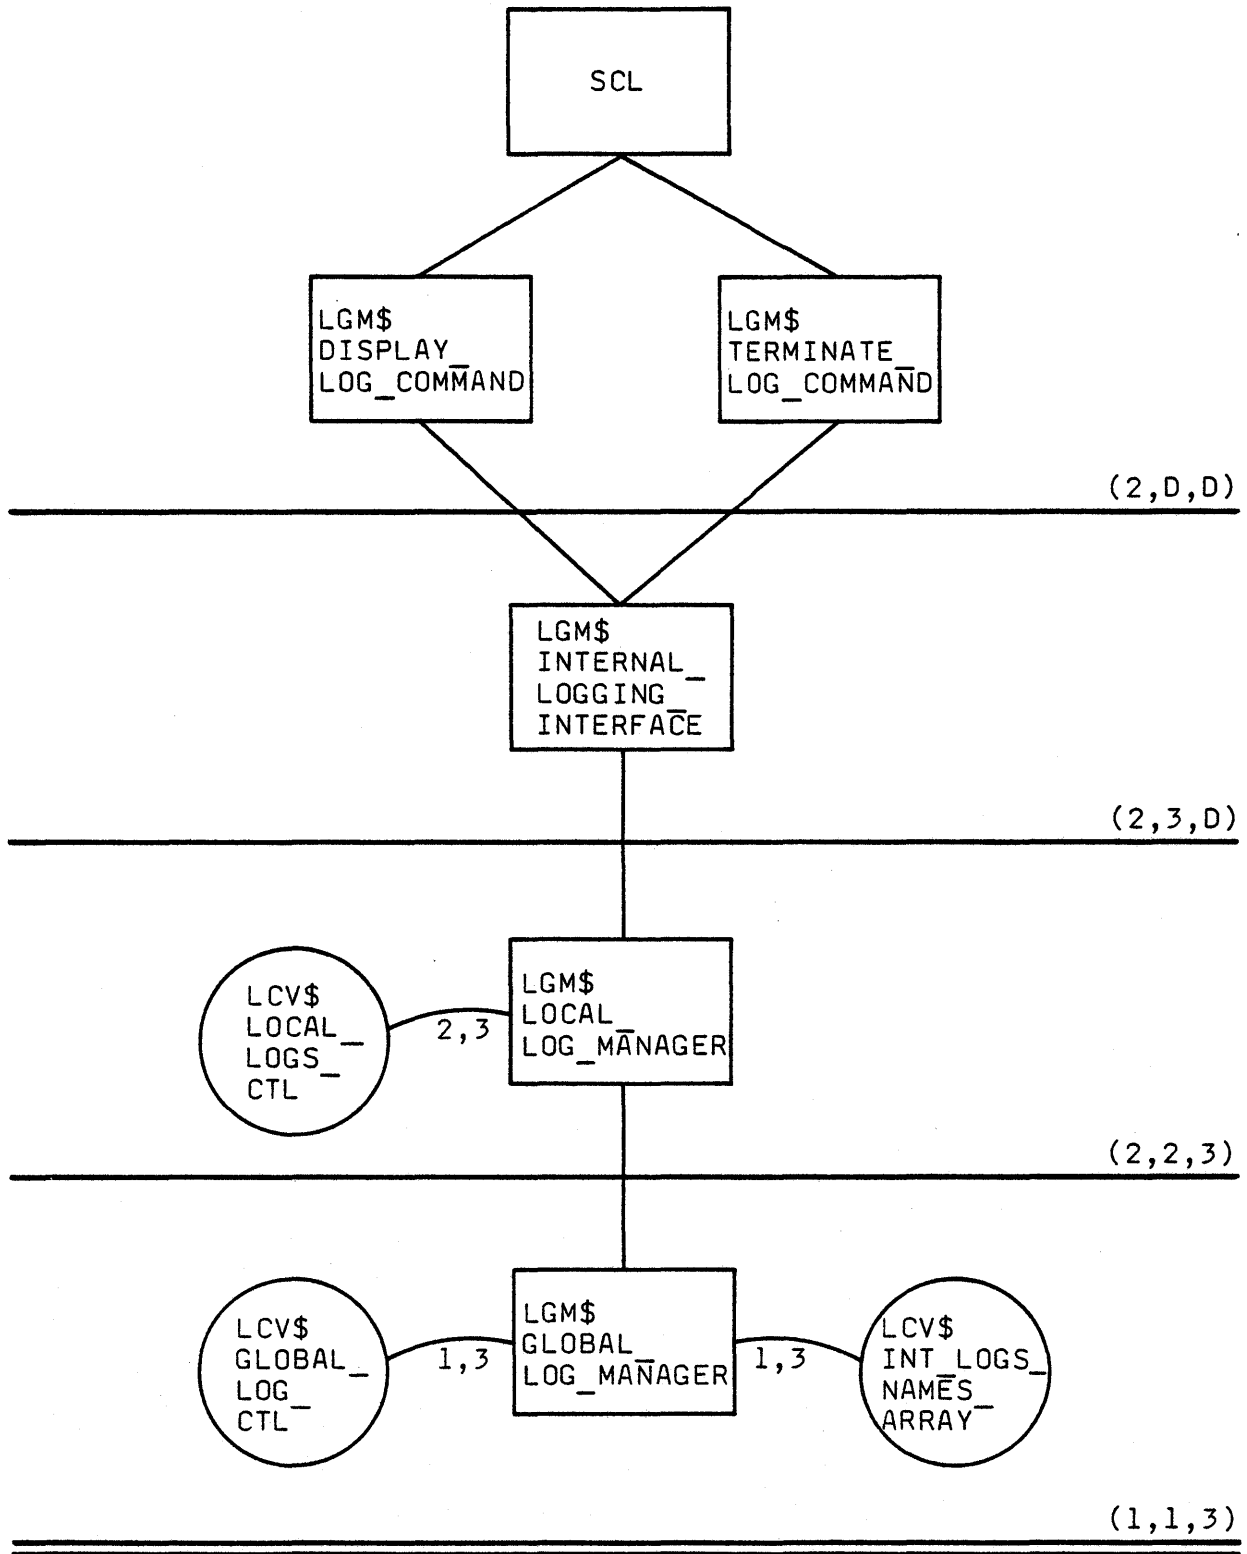 SCL
LGM$
DISPLAY_
LOG_COMMAND
LGM$
TERMINATE_
LOG_COMMAND
(2,D,D)
LGM$
INTERNAL_
LOGGING_
INTERFACE
(2,3,D)
LCV$
LOCAL_
LOGS_
CTL
2,3
LGM$
LOCAL_
LOG_MANAGER
(2,2,3)
LCV$
GLOBAL_
LOG_
CTL
1,3
LGM$
GLOBAL_
LOG_MANAGER
1,3
LCV$
INT_LOGS_
NAMES_
ARRAY
(1,1,3)